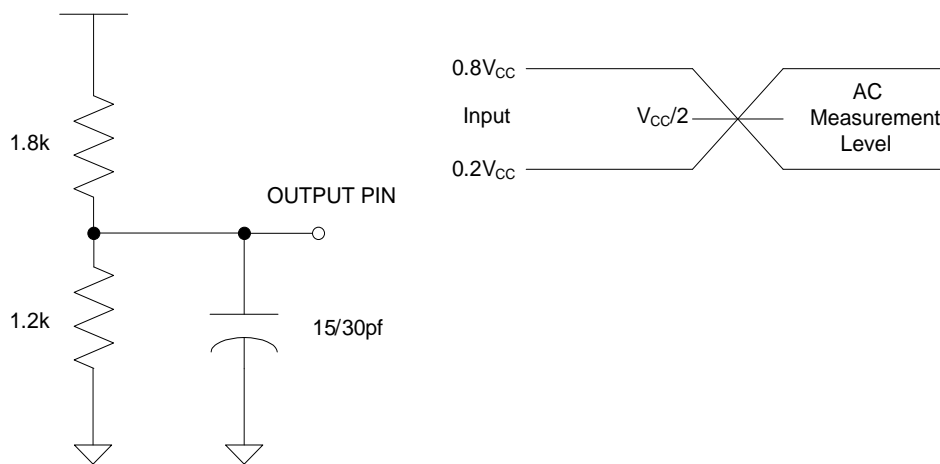 1.8k
1.2k
OUTPUT PIN
15/30pf
0.8V<sub>CC</sub>
Input
0.2V<sub>CC</sub>
V<sub>CC</sub>/2
AC
Measurement
Level